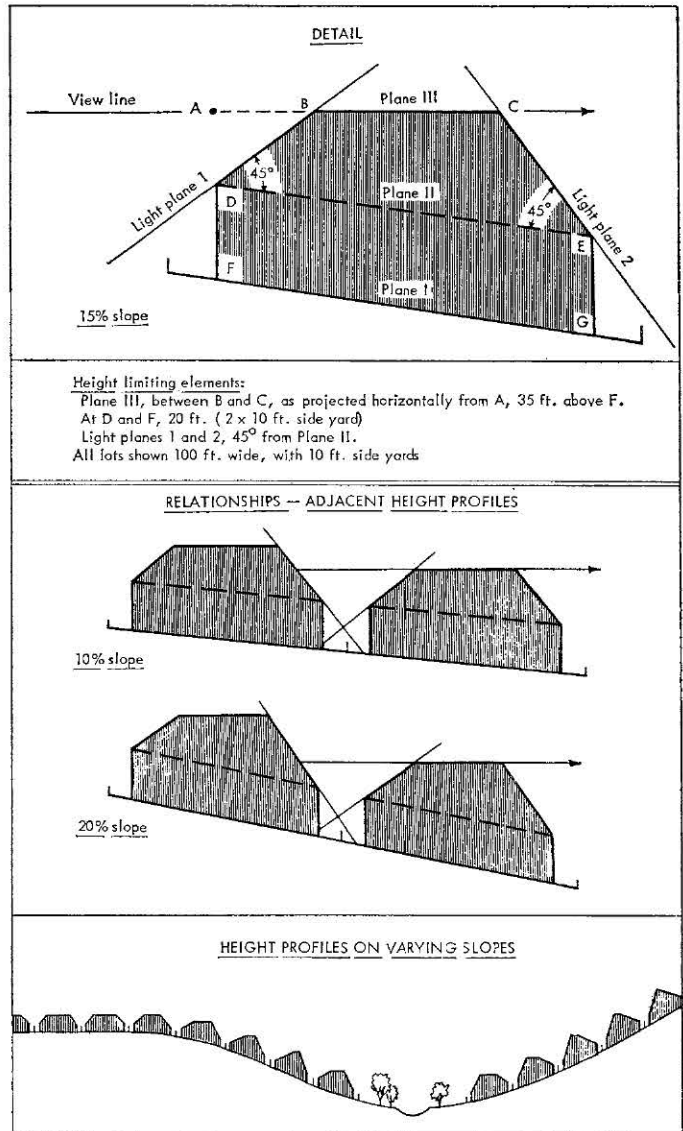 DETAIL
View line
A
B
Plane III
C
45°
Light plane 1
D
Plane II
45°
E
Light plane 2
F
Plane I
G
15% slope
Height limiting elements:
Plane III, between B and C, as projected horizontally from A, 35 ft. above F.
At D and F, 20 ft. ( 2 x 10 ft. side yard)
Light planes 1 and 2, 45° from Plane II.
All lots shown 100 ft. wide, with 10 ft. side yards
RELATIONSHIPS — ADJACENT HEIGHT PROFILES
10% slope
20% slope
HEIGHT PROFILES ON VARYING SLOPES